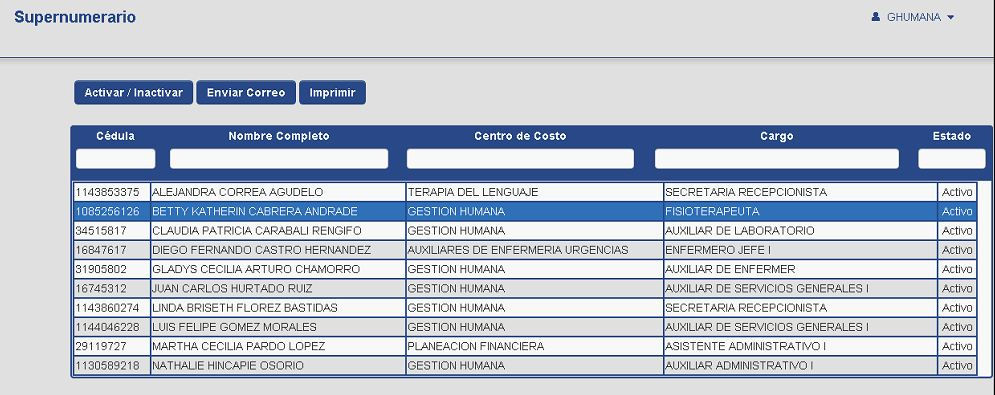 Supernumerario
GHUMANA
Activar / Inactivar Enviar Correo Imprimir
Cédula Nombre Completo Centro de Costo Cargo Estado
1143853375 ALEJANDRA CORREA AGUDELO TERAPIA DEL LENGUAJE SECRETARIA RECEPCIONISTA Activo
1085256126 BETTY KATHERIN CABRERA ANDRADE GESTION HUMANA FISIOTERAPEUTA Activo
34515817 CLAUDIA PATRICIA CARABALI RENGIFO GESTION HUMANA AUXILIAR DE LABORATORIO Activo
16847617 DIEGO FERNANDO CASTRO HERNANDEZ AUXILIARES DE ENFERMERIA URGENCIAS ENFERMERO JEFE I Activo
31905802 GLADYS CECILIA ARTURO CHAMORRO GESTION HUMANA AUXILIAR DE ENFERMER Activo
16745312 JUAN CARLOS HURTADO RUIZ GESTION HUMANA AUXILIAR DE SERVICIOS GENERALES I Activo
1143860274 LINDA BRISETH FLOREZ BASTIDAS GESTION HUMANA SECRETARIA RECEPCIONISTA Activo
1144046228 LUIS FELIPE GOMEZ MORALES GESTION HUMANA AUXILIAR DE SERVICIOS GENERALES I Activo
29119727 MARTHA CECILIA PARDO LOPEZ PLANEACION FINANCIERA ASISTENTE ADMINISTRATIVO I Activo
1130589218 NATHALIE HINCAPIE OSORIO GESTION HUMANA AUXILIAR ADMINISTRATIVO I Activo